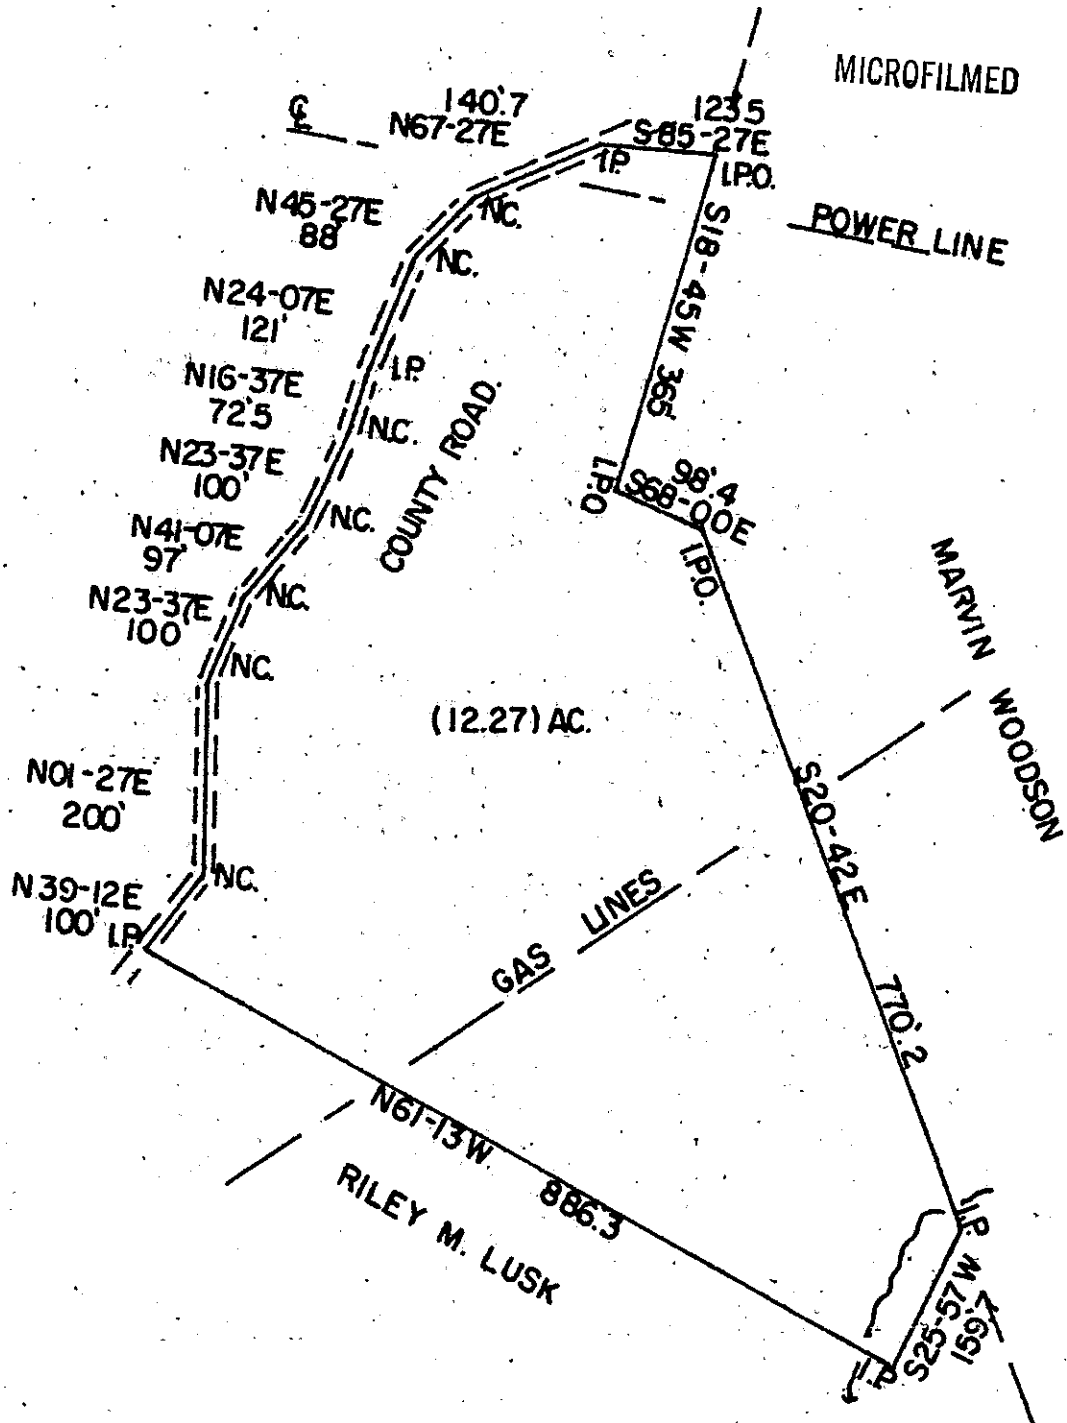 MICROFILMED
℄
140'.7
N67-27E
123'5
S-85-27E
I.P.
I.P.O.
N45-27E
88'
N.C.
N.C.
POWER LINE
S18-45W 365'
N24-07E
121'
I.P.
N16-37E
72'5
N.C.
COUNTY ROAD.
N23-37E
100'
N.C.
I.P.O
98'.4
S68-00E
I.P.O.
N41-07E
97'
N.C.
N23-37E
100'
N.C.
MARVIN WOODSON
(12.27) AC.
N01-27E
200'
S20-42E 770'.2
N39-12E
100'
N.C.
I.P.
GAS LINES
N61-13W 886.3
RILEY M. LUSK
I.P.
S25-57W
159'.7
I.P.